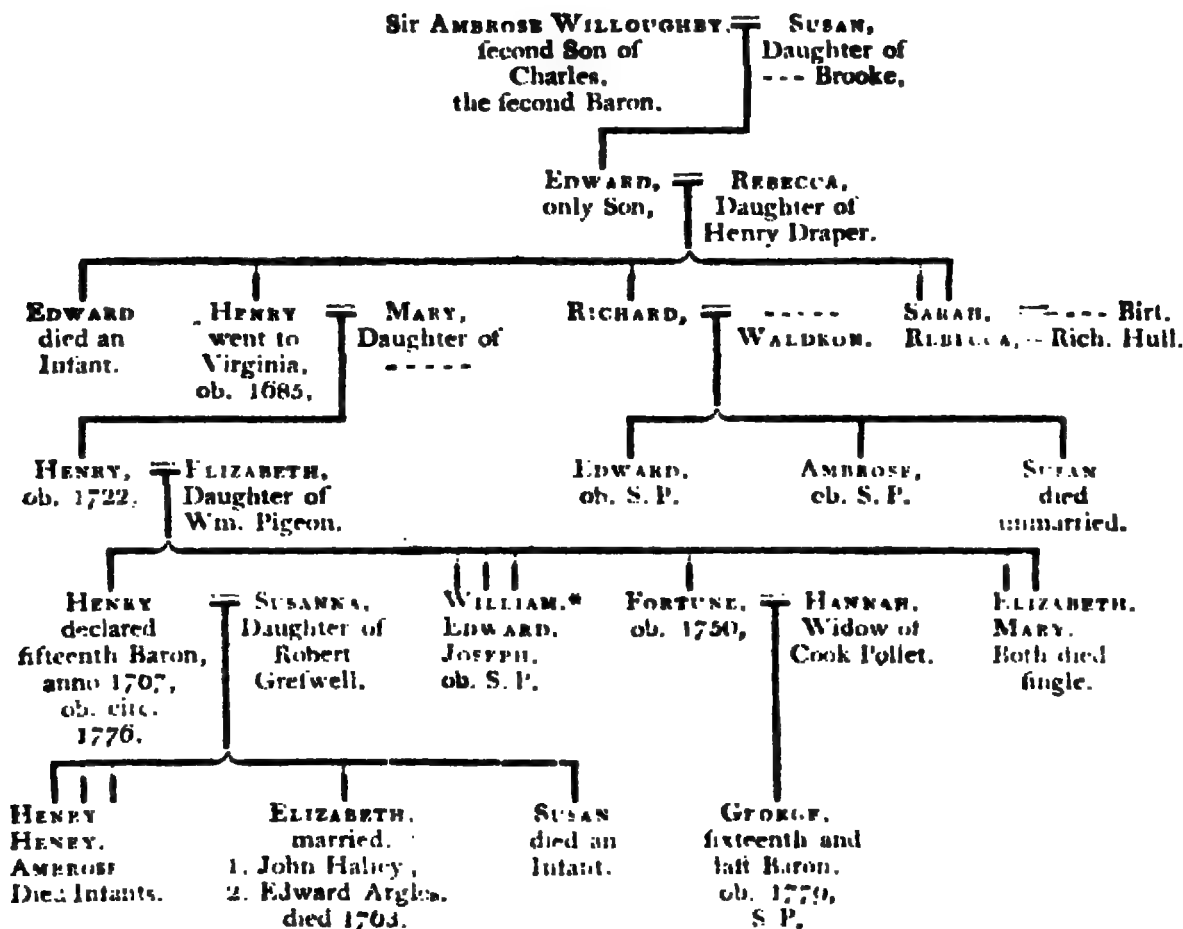 Sir AMBROSE WILLOUGHBY,
ſecond Son of
Charles,
the ſecond Baron.
SUSAN,
Daughter of
--- Brooke,
EDWARD,
only Son,
REBECCA,
Daughter of
Henry Draper.
EDWARD
died an
Infant.
HENRY
went to
Virginia,
ob. 1685,
MARY,
Daughter of
-----
RICHARD,
-----
WALDRON.
SARAH,
REBECCA,
---- Birt.
Rich. Hull.
HENRY,
ob. 1722,
ELIZABETH,
Daughter of
Wm. Pigeon.
EDWARD.
ob. S. P.
AMBROSE,
ob. S. P.
SUSAN
died
unmarried.
HENRY
declared
fifteenth Baron,
anno 1767,
ob. circ.
1776.
SUSANNA,
Daughter of
Robert
Greſwell.
WILLIAM.*
EDWARD.
JOSEPH.
ob. S. P.
FORTUNE,
ob. 1750,
HANNAH,
Widow of
Cook Pollet.
ELIZABETH.
MARY.
Both died
ſingle.
HENRY
HENRY.
AMBROSE
Died Infants.
ELIZABETH,
married.
1. John
2. Edward Argles.
died 1763.
SUSAN
died an
Infant.
GEORGE,
ſixteenth and
laſt Baron.
ob. 1779,
S P.